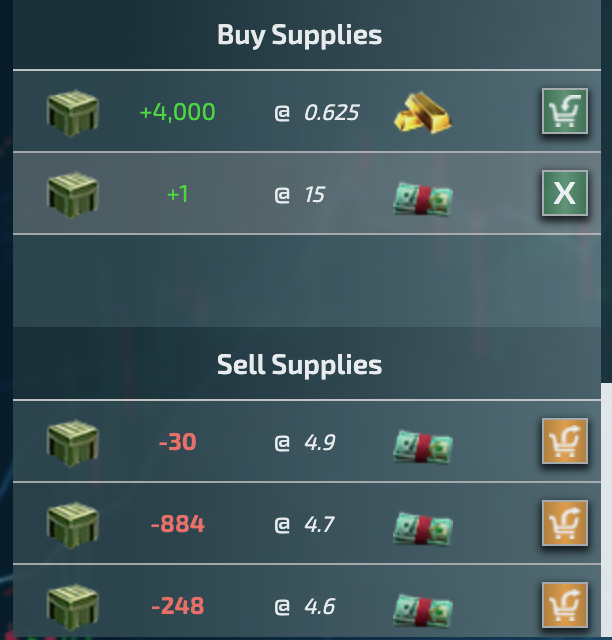 Buy Supplies
+4,000 @ 0.625
+1 @ 15 X
Sell Supplies
-30 @ 4.9
-884 @ 4.7
-248 @ 4.6